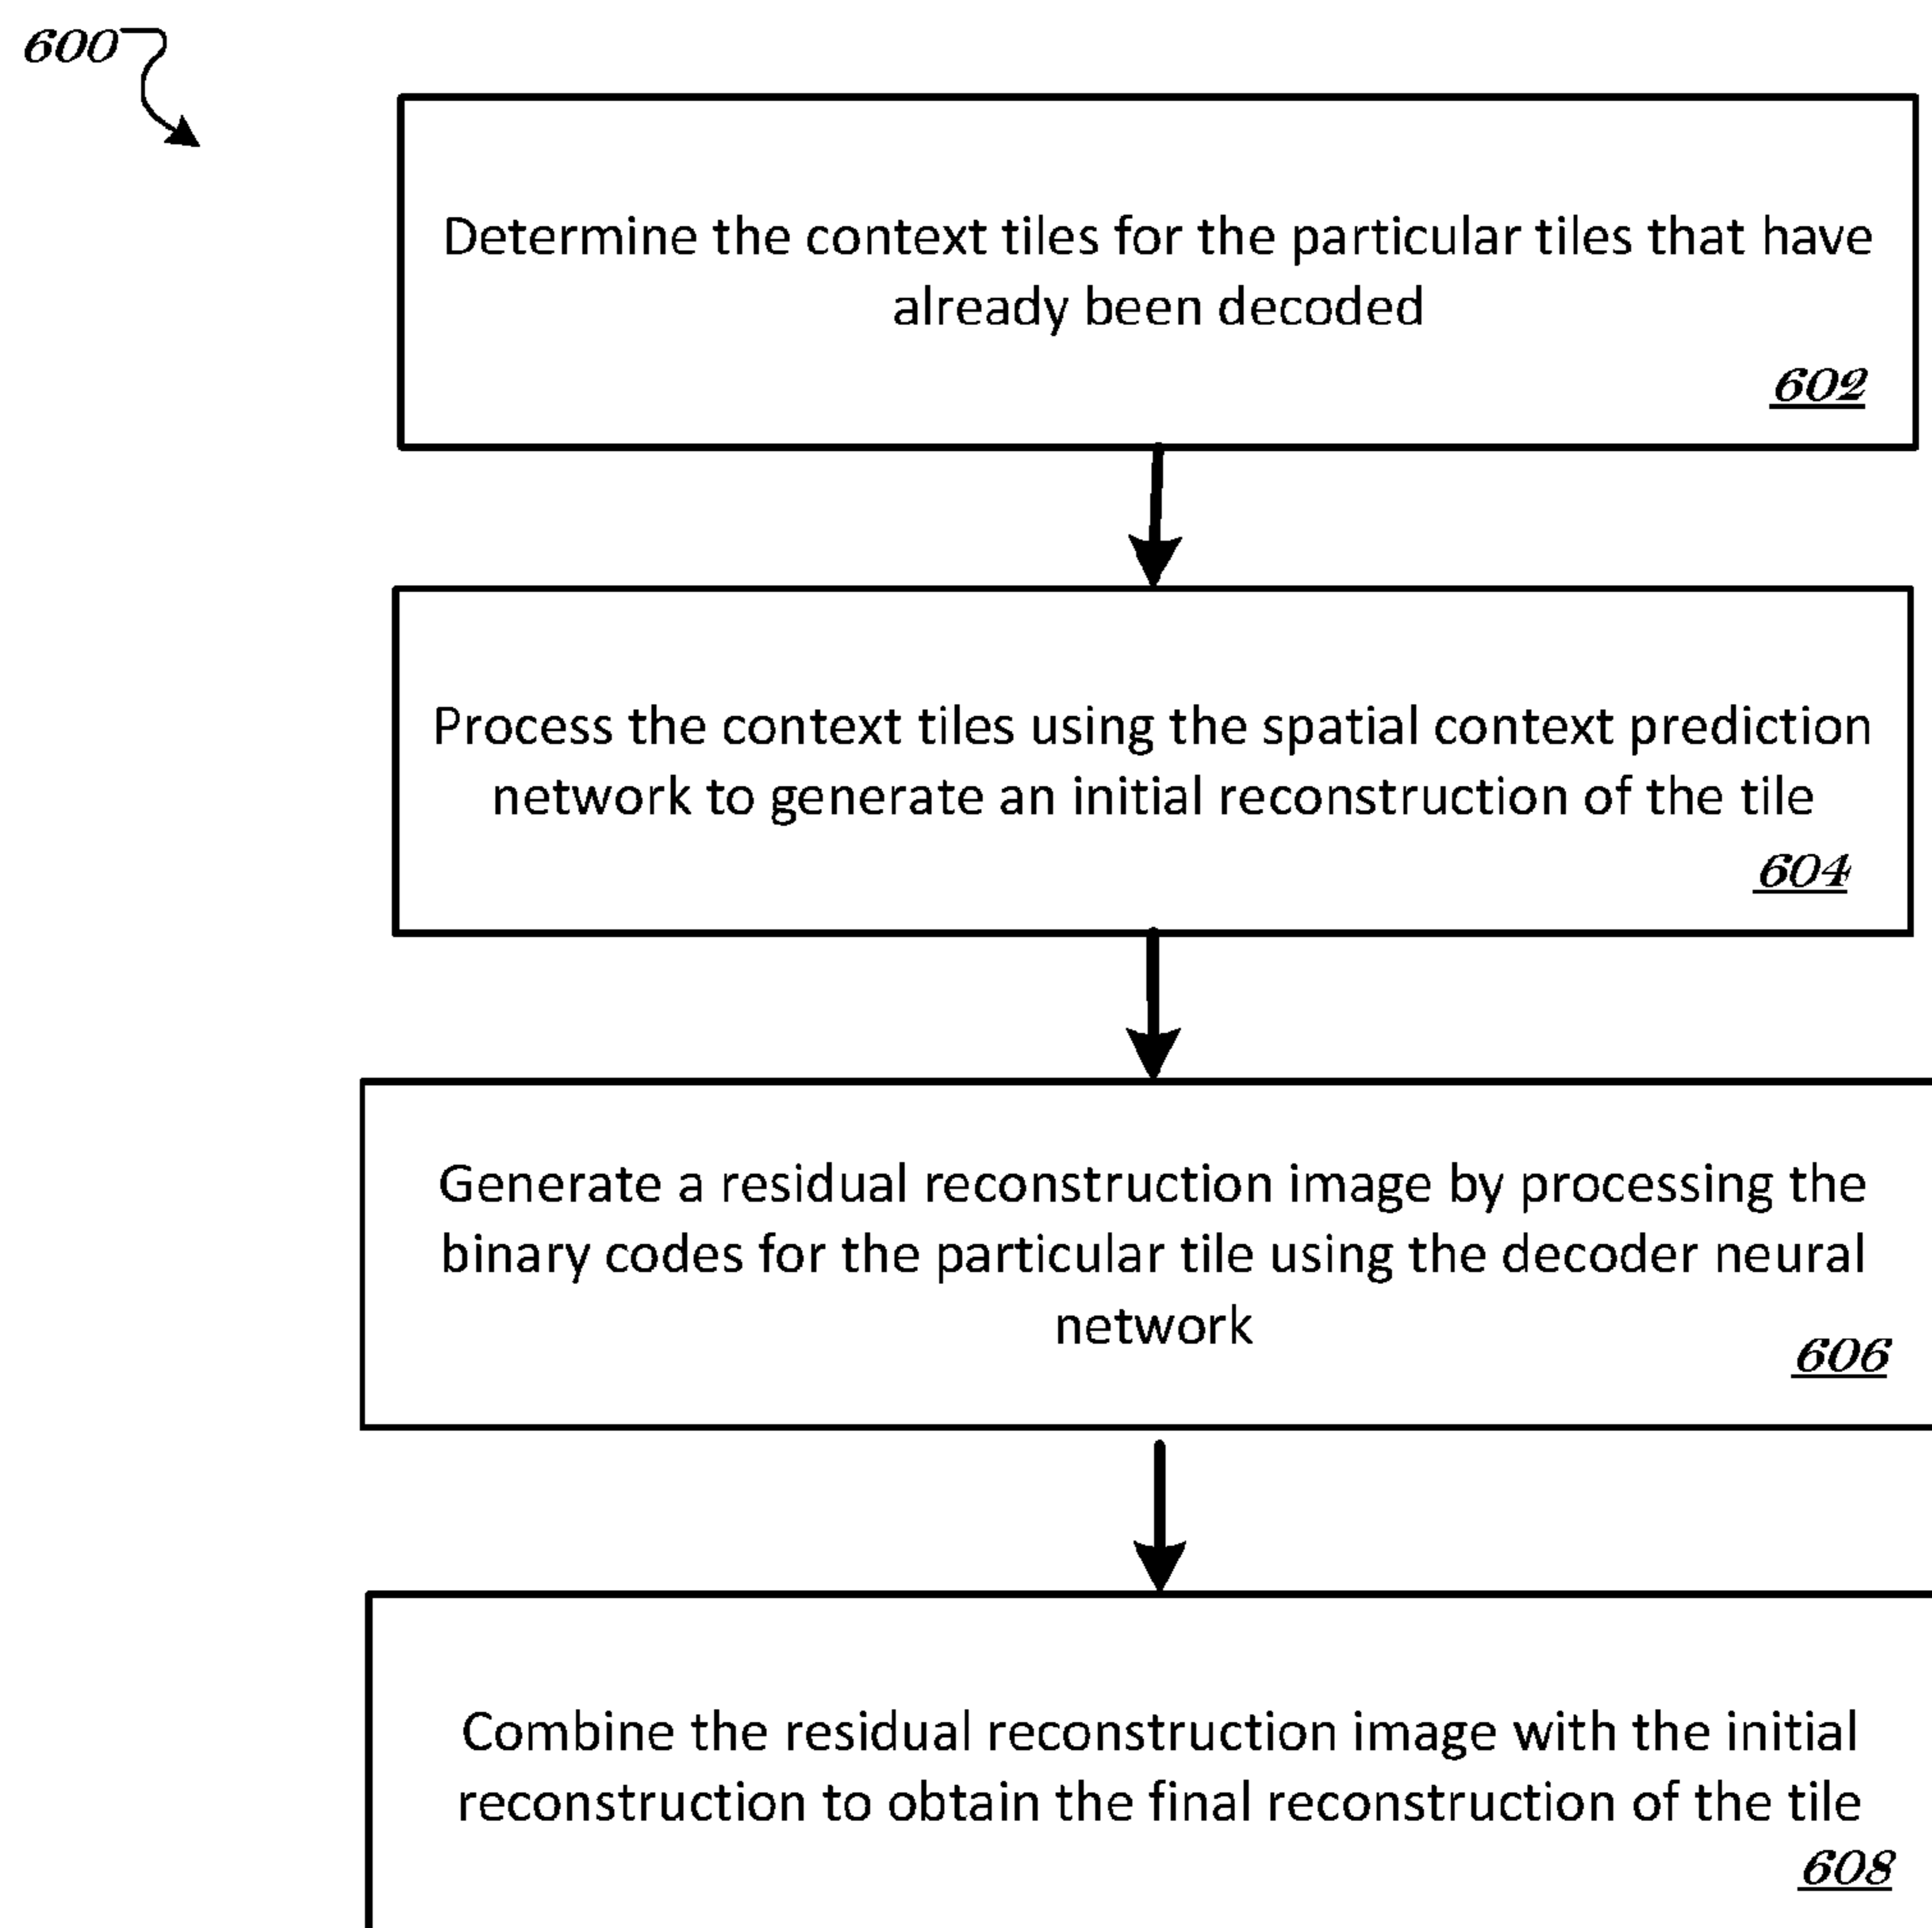 600
Determine the context tiles for the particular tiles that have
already been decoded
602
Process the context tiles using the spatial context prediction
network to generate an initial reconstruction of the tile
604
Generate a residual reconstruction image by processing the
binary codes for the particular tile using the decoder neural
network
606
Combine the residual reconstruction image with the initial
reconstruction to obtain the final reconstruction of the tile
608